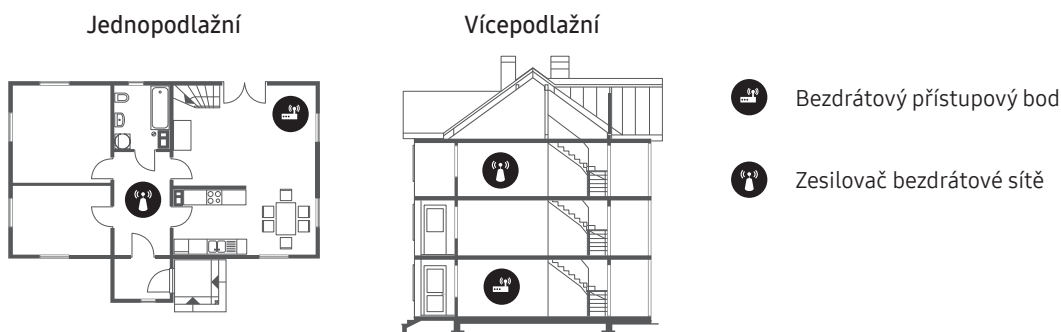 Jednopodlažní
Vícepodlažní
Bezdrátový přístupový bod
Zesilovač bezdrátové sítě